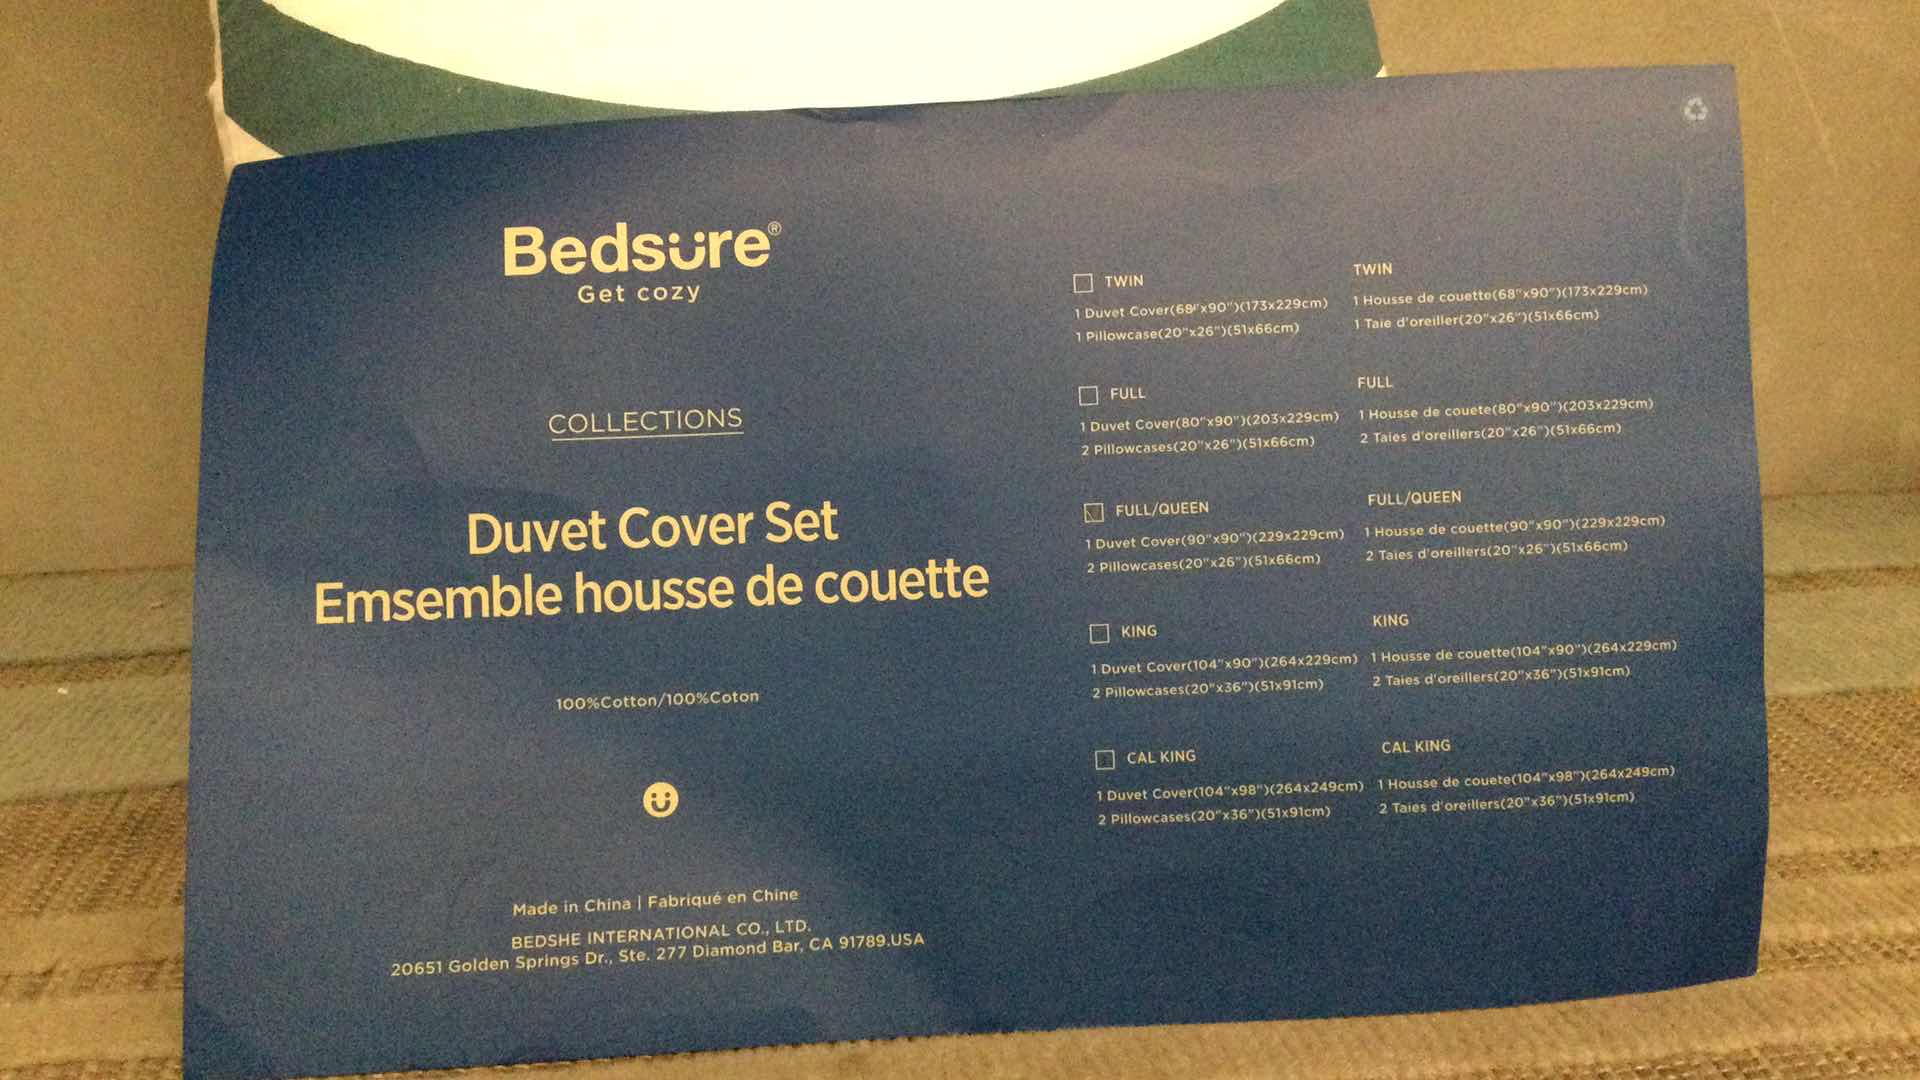 Bedsure®
Get cozy
COLLECTIONS
Duvet Cover Set
Emsemble housse de couette
100%Cotton/100%Coton
Made in China | Fabriqué en Chine
BEDSHE INTERNATIONAL CO., LTD.
20651 Golden Springs Dr., Ste. 277 Diamond Bar, CA 91789.USA
TWIN
1 Duvet Cover(68"x90")(173x229cm)
1 Pillowcase(20"x26")(51x66cm)
FULL
1 Duvet Cover(80"x90")(203x229cm)
2 Pillowcases(20"x26")(51x66cm)
FULL/QUEEN
1 Duvet Cover(90"x90")(229x229cm)
2 Pillowcases(20"x26")(51x66cm)
KING
1 Duvet Cover(104"x90")(264x229cm)
2 Pillowcases(20"x36")(51x91cm)
CAL KING
1 Duvet Cover(104"x98")(264x249cm)
2 Pillowcases(20"x36")(51x91cm)
TWIN
1 Housse de couette(68"x90")(173x229cm)
1 Taie d'oreiller(20"x26")(51x66cm)
FULL
1 Housse de couete(80"x90")(203x229cm)
2 Taies d'oreillers(20"x26")(51x66cm)
FULL/QUEEN
1 Housse de couette(90"x90")(229x229cm)
2 Taies d'oreillers(20"x26")(51x66cm)
KING
1 Housse de couette(104"x90")(264x229cm)
2 Taies d'oreillers(20"x36")(51x91cm)
CAL KING
1 Housse de couete(104"x98")(264x249cm)
2 Taies d'oreillers(20"x36")(51x91cm)